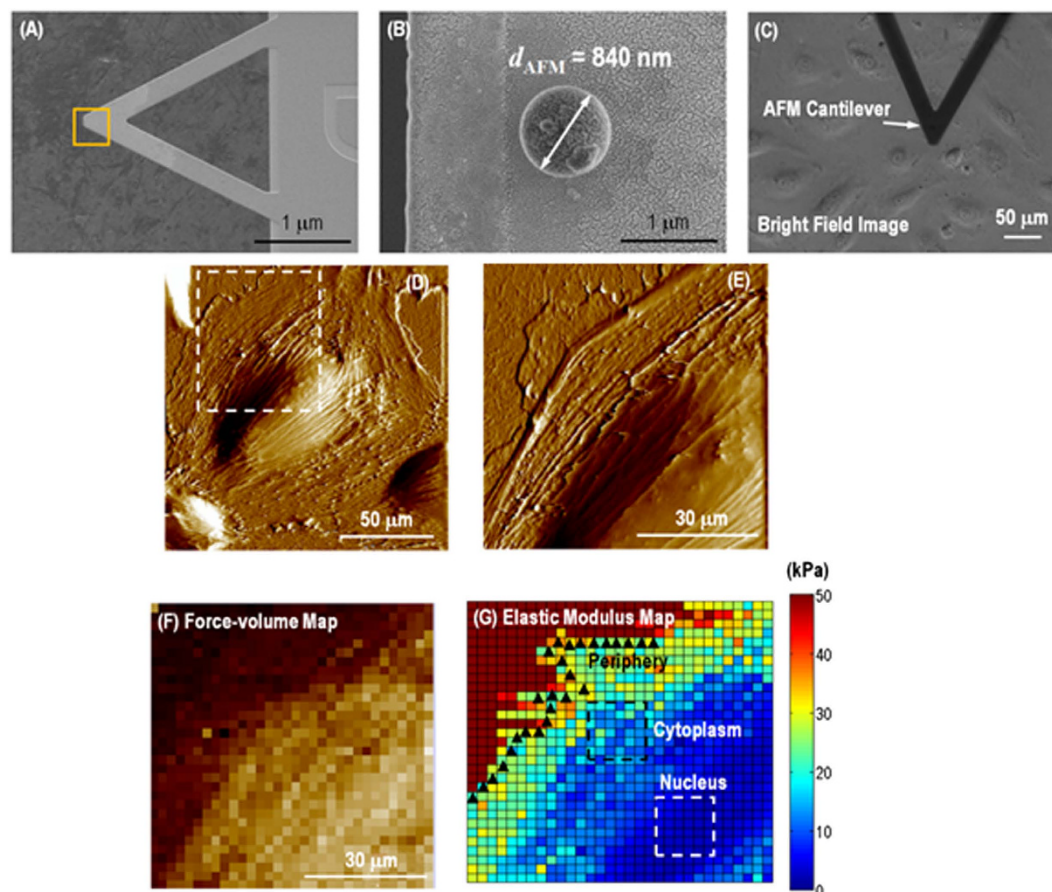 (A)
1 μm
(B)
d_AFM = 840 nm
1 μm
(C)
AFM Cantilever
Bright Field Image
50 μm
(D)
50 μm
(E)
30 μm
(F) Force-volume Map
30 μm
(G) Elastic Modulus Map
Periphery
Cytoplasm
Nucleus
(kPa)
50
40
30
20
10
0